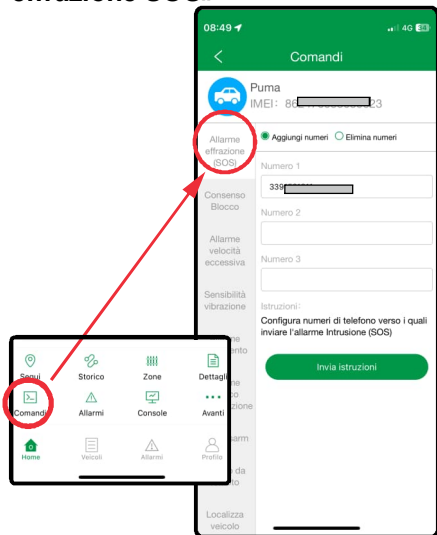 effrazione SOS
08:49
4G
Comandi
Puma
IMEI:
Allarme
effrazione
(SOS)
Aggiungi numeri
Elimina numeri
Numero 1
Consenso
Blocco
Numero 2
Allarme
velocità
eccessiva
Numero 3
Sensibilità
vibrazione
Istruzioni:
Configura numeri di telefono verso i quali
inviare l'allarme Intrusione (SOS)
Invia istruzioni
da
Localizza
veicolo
Segui
Storico
Zone
Dettagli
Comandi
Allarmi
Console
Avanti
Home
Veicoli
Allarmi
Profilo